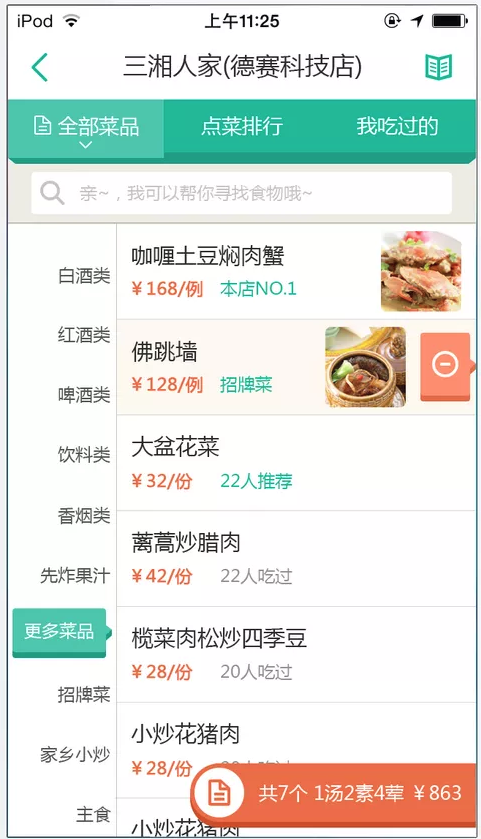 iPod 上午11:25
三湘人家(德赛科技店)
全部菜品 点菜排行 我吃过的
亲~，我可以帮你寻找食物哦~
白酒类
红酒类
啤酒类
饮料类
香烟类
先炸果汁
更多菜品
招牌菜
家乡小炒
主食
咖喱土豆焖肉蟹
¥168/例 本店NO.1
佛跳墙
¥128/例 招牌菜
大盆花菜
¥32/份 22人推荐
蓠蒿炒腊肉
¥42/份 22人吃过
榄菜肉松炒四季豆
¥28/份 20人吃过
小炒花猪肉
¥28/份
共7个 1汤2素4荤 ¥863
小炒花猪肉